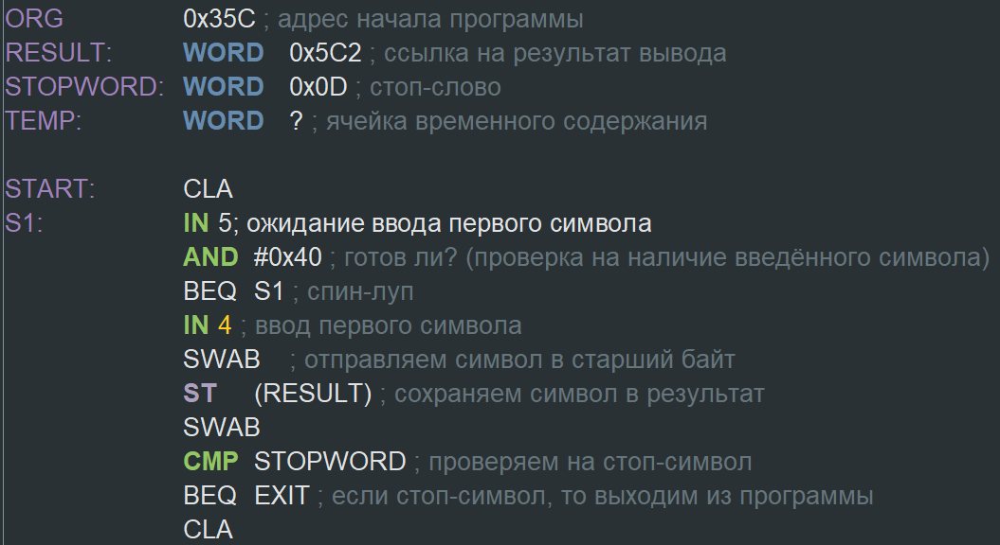 ORG 0x35C ; адрес начала программы
RESULT: WORD 0x5C2 ; ссылка на результат вывода
STOPWORD: WORD 0x0D ; стоп-слово
TEMP: WORD ? ; ячейка временного содержания
START: CLA
S1: IN 5; ожидание ввода первого символа
AND #0x40 ; готов ли? (проверка на наличие введённого символа)
BEQ S1 ; спин-луп
IN 4 ; ввод первого символа
SWAB ; отправляем символ в старший байт
ST (RESULT) ; сохраняем символ в результат
SWAB
CMP STOPWORD ; проверяем на стоп-символ
BEQ EXIT ; если стоп-символ, то выходим из программы
CLA